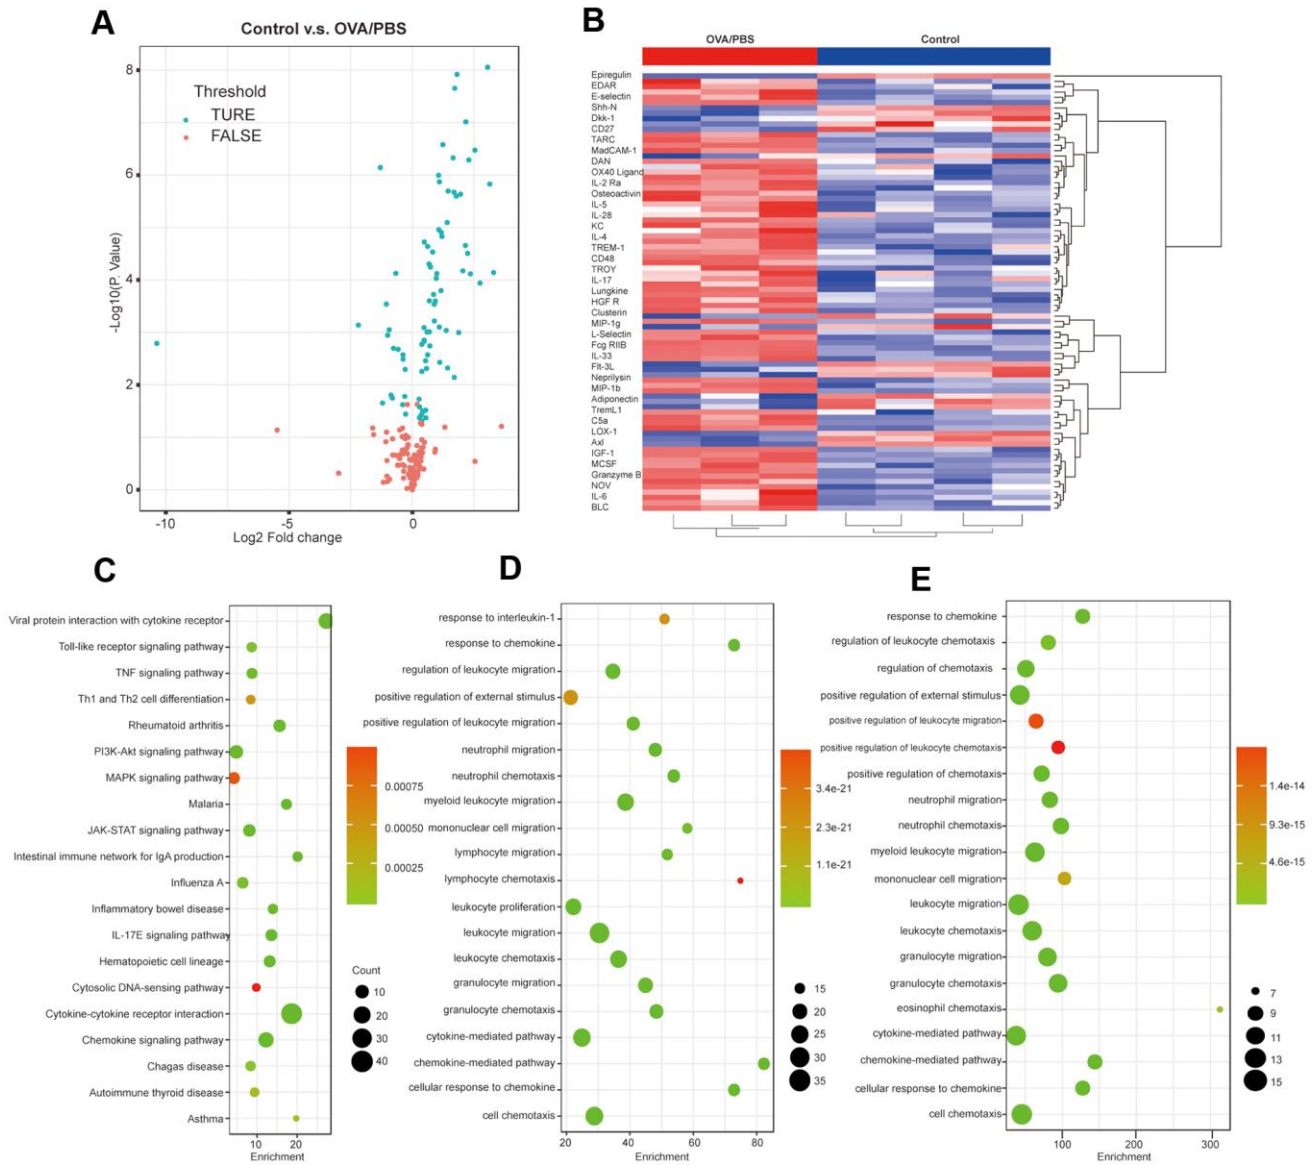 A
Control v.s. OVA/PBS
-Log10(P. Value)
8
6
4
2
0
Threshold
TURE
FALSE
-10
-5
0
Log2 Fold change
B
OVA/PBS
Control
Epiregulin
EDAR
E-selectin
Shh-N
Dkk-1
CD27
TARC
MadCAM-1
DAN
OX40 Ligand
IL-2 Ra
Osteoactivin
IL-5
IL-28
KC
IL-4
TREM-1
CD48
TROY
IL-17
Lungkine
HGF R
Clusterin
MIP-1g
L-Selectin
Fcg RIIB
IL-33
Flt-3L
Neprilysin
MIP-1b
Adiponectin
TremL1
C5a
LOX-1
Axl
IGF-1
MCSF
Granzyme B
NOV
IL-6
BLC
C
Viral protein interaction with cytokine receptor
Toll-like receptor signaling pathway
TNF signaling pathway
Th1 and Th2 cell differentiation
Rheumatoid arthritis
PI3K-Akt signaling pathway
MAPK signaling pathway
Malaria
JAK-STAT signaling pathway
Intestinal immune network for IgA production
Influenza A
Inflammatory bowel disease
IL-17E signaling pathway
Hematopoietic cell lineage
Cytosolic DNA-sensing pathway
Cytokine-cytokine receptor interaction
Chemokine signaling pathway
Chagas disease
Autoimmune thyroid disease
Asthma
10
20
Enrichment
0.00075
0.00050
0.00025
Count
10
20
30
40
D
response to interleukin-1
response to chemokine
regulation of leukocyte migration
positive regulation of external stimulus
positive regulation of leukocyte migration
neutrophil migration
neutrophil chemotaxis
myeloid leukocyte migration
mononuclear cell migration
lymphocyte migration
lymphocyte chemotaxis
leukocyte proliferation
leukocyte migration
leukocyte chemotaxis
granulocyte migration
granulocyte chemotaxis
cytokine-mediated pathway
chemokine-mediated pathway
cellular response to chemokine
cell chemotaxis
20
40
60
80
Enrichment
3.4e-21
2.3e-21
1.1e-21
15
20
25
30
35
E
response to chemokine
regulation of leukocyte chemotaxis
regulation of chemotaxis
positive regulation of external stimulus
positive regulation of leukocyte migration
positive regulation of leukocyte chemotaxis
positive regulation of chemotaxis
neutrophil migration
neutrophil chemotaxis
myeloid leukocyte migration
mononuclear cell migration
leukocyte migration
leukocyte chemotaxis
granulocyte migration
granulocyte chemotaxis
eosinophil chemotaxis
cytokine-mediated pathway
chemokine-mediated pathway
cellular response to chemokine
cell chemotaxis
100
200
300
Enrichment
1.4e-14
9.3e-15
4.6e-15
7
9
11
13
15